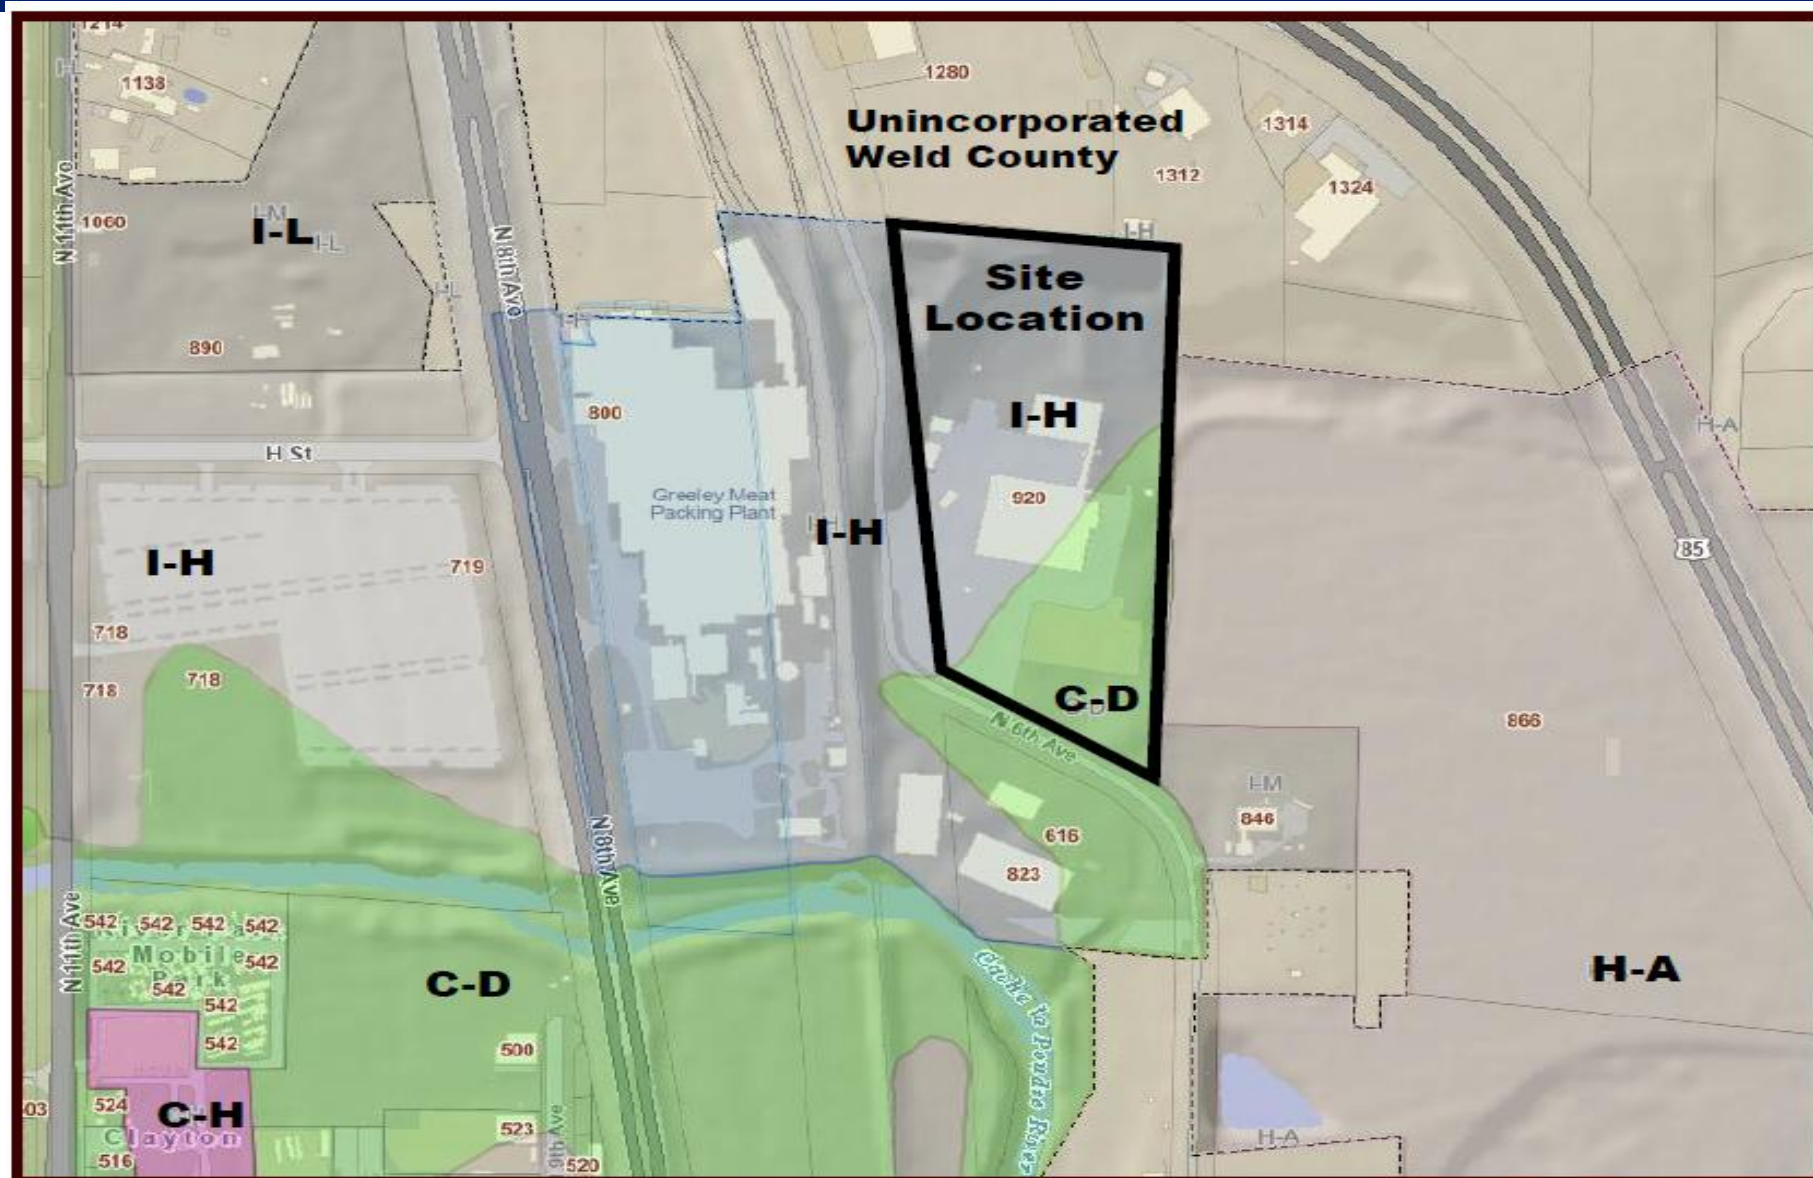 1214
1138
1280
Unincorporated
Weld County
1314
1312
1324
N 11th Ave
1060
I-M
I-L
I-L
I-L
N 8th Ave
I-H
Site
Location
890
800
I-H
H St
H-A
920
Greeley Meat
Packing Plant
I-H
I-H
719
85
718
718
718
C-D
N 6th Ave
866
I-M
846
616
823
N 8th Ave
N 11th Ave
542 542 542 542
Mobile
Park
542
542
542
542
542
C-D
Cache la Poudre River
H-A
500
524
C-H
Clayton
516
523
9th Ave
520
H-A